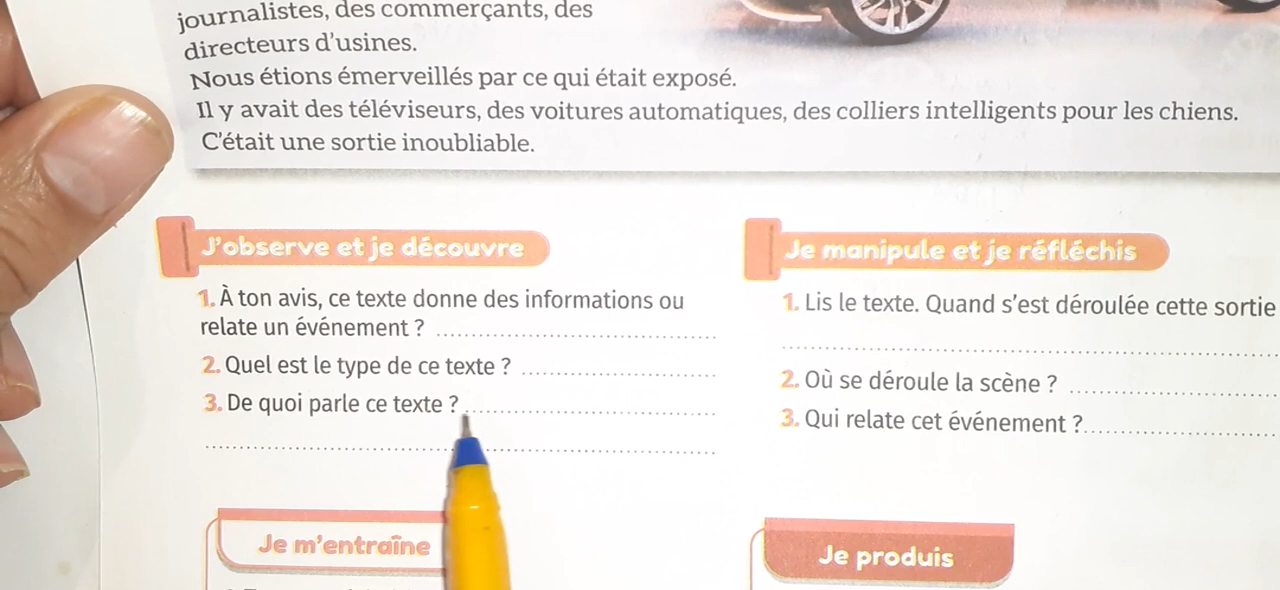 journalistes, des commerçants, des
directeurs d'usines.
Nous étions émerveillés par ce qui était exposé.
Il y avait des téléviseurs, des voitures automatiques, des colliers intelligents pour les chiens.
C'était une sortie inoubliable.
J'observe et je découvre
1. À ton avis, ce texte donne des informations ou
relate un événement ?
2. Quel est le type de ce texte ?
3. De quoi parle ce texte ?
Je manipule et je réfléchis
1. Lis le texte. Quand s'est déroulée cette sortie
2. Où se déroule la scène ?
3. Qui relate cet événement ?
Je m'entraîne
Je produis